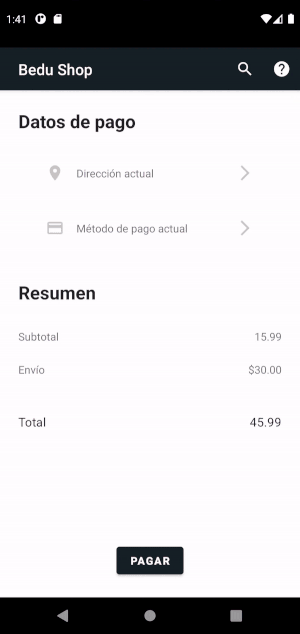 1:41
Bedu Shop
Datos de pago
Dirección actual
Método de pago actual
Resumen
Subtotal 15.99
Envío $30.00
Total 45.99
PAGAR